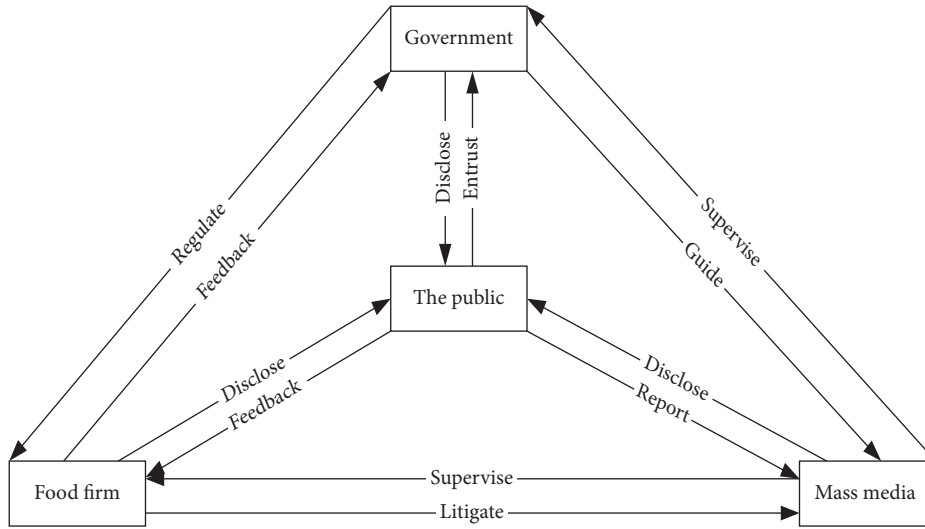 Government
Disclose
Entrust
Regulate
Feedback
Supervise
Guide
The public
Disclose
Feedback
Disclose
Report
Food firm
Supervise
Litigate
Mass media